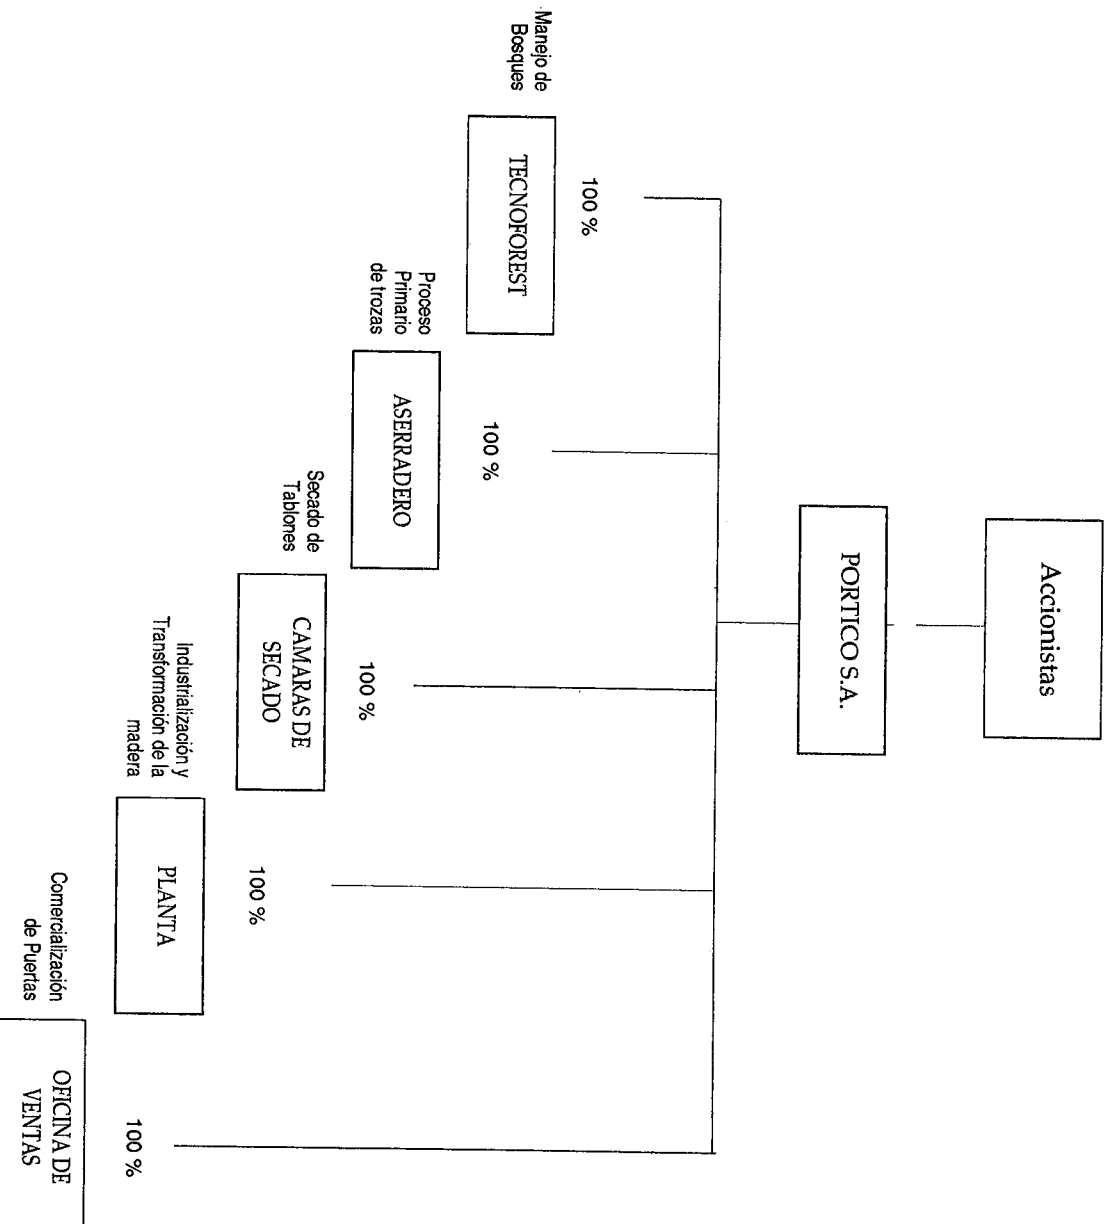 Accionistas
PORTICO S.A.
100 %
Manejo de
Bosques
TECNOFOREST
100 %
Proceso
Primario
de trozas
ASERRADERO
100 %
Secado de
Tablones
CAMARAS DE
SECADO
100 %
Industrialización y
Transformación de la
madera
PLANTA
100 %
Comercialización
de Puertas
OFICINA DE
VENTAS